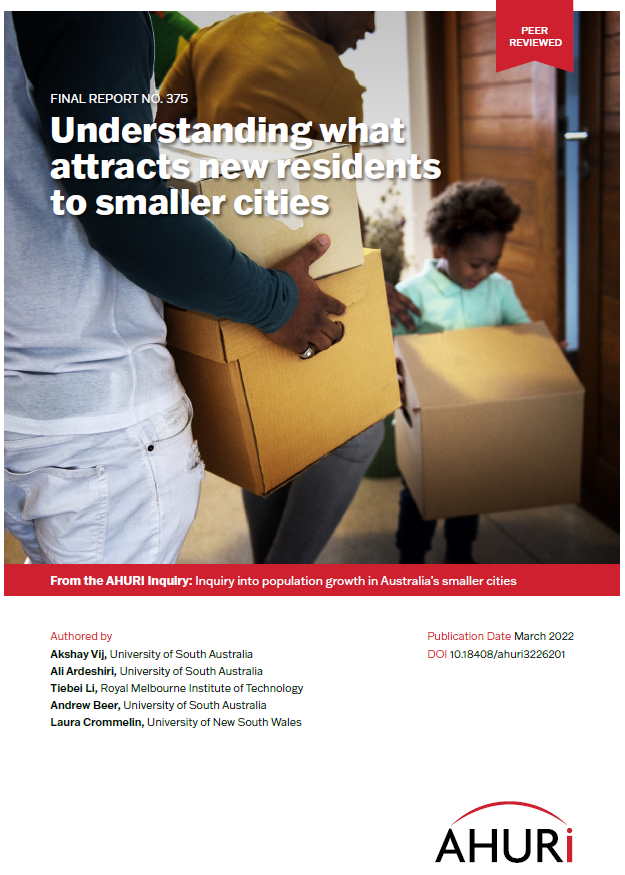 PEER
REVIEWED
FINAL REPORT NO. 375
Understanding what
attracts new residents
to smaller cities
From the AHURI Inquiry: Inquiry into population growth in Australia's smaller cities
Authored by
Akshay Vij, University of South Australia
Ali Ardeshiri, University of South Australia
Tiebei Li, Royal Melbourne Institute of Technology
Andrew Beer, University of South Australia
Laura Crommelin, University of New South Wales
Publication Date March 2022
DOI 10.18408/ahuri3226201
AHURi